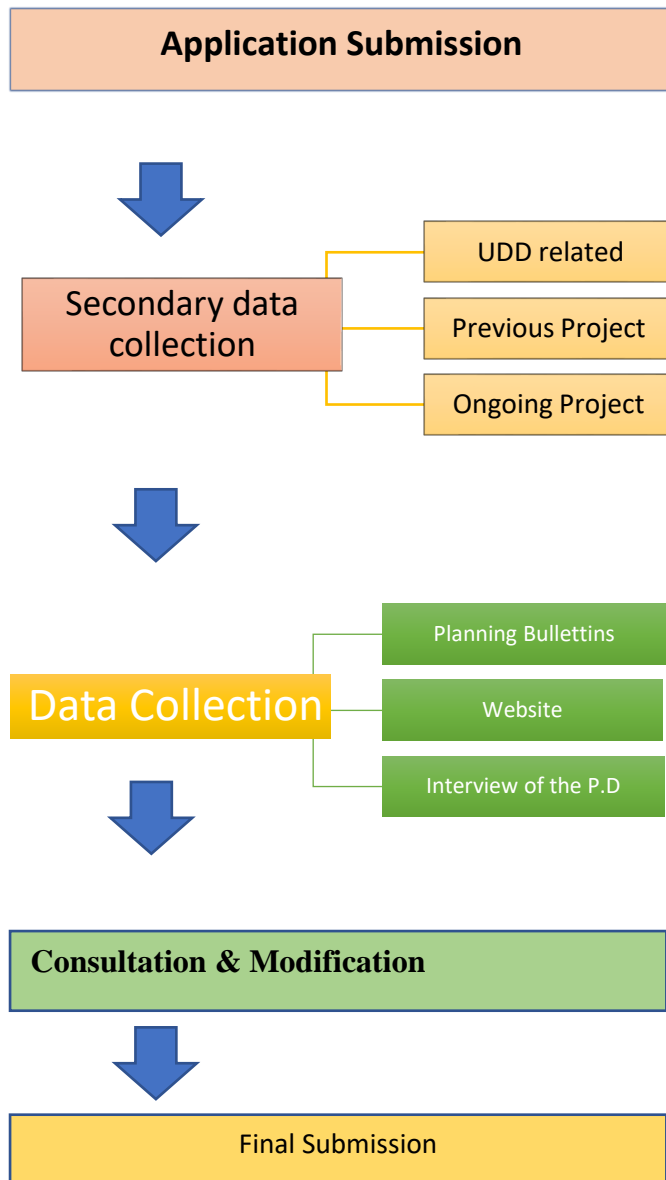 Application Submission
Secondary data
collection
UDD related
Previous Project
Ongoing Project
Data Collection
Planning Bullettins
Website
Interview of the P.D
Consultation & Modification
Final Submission